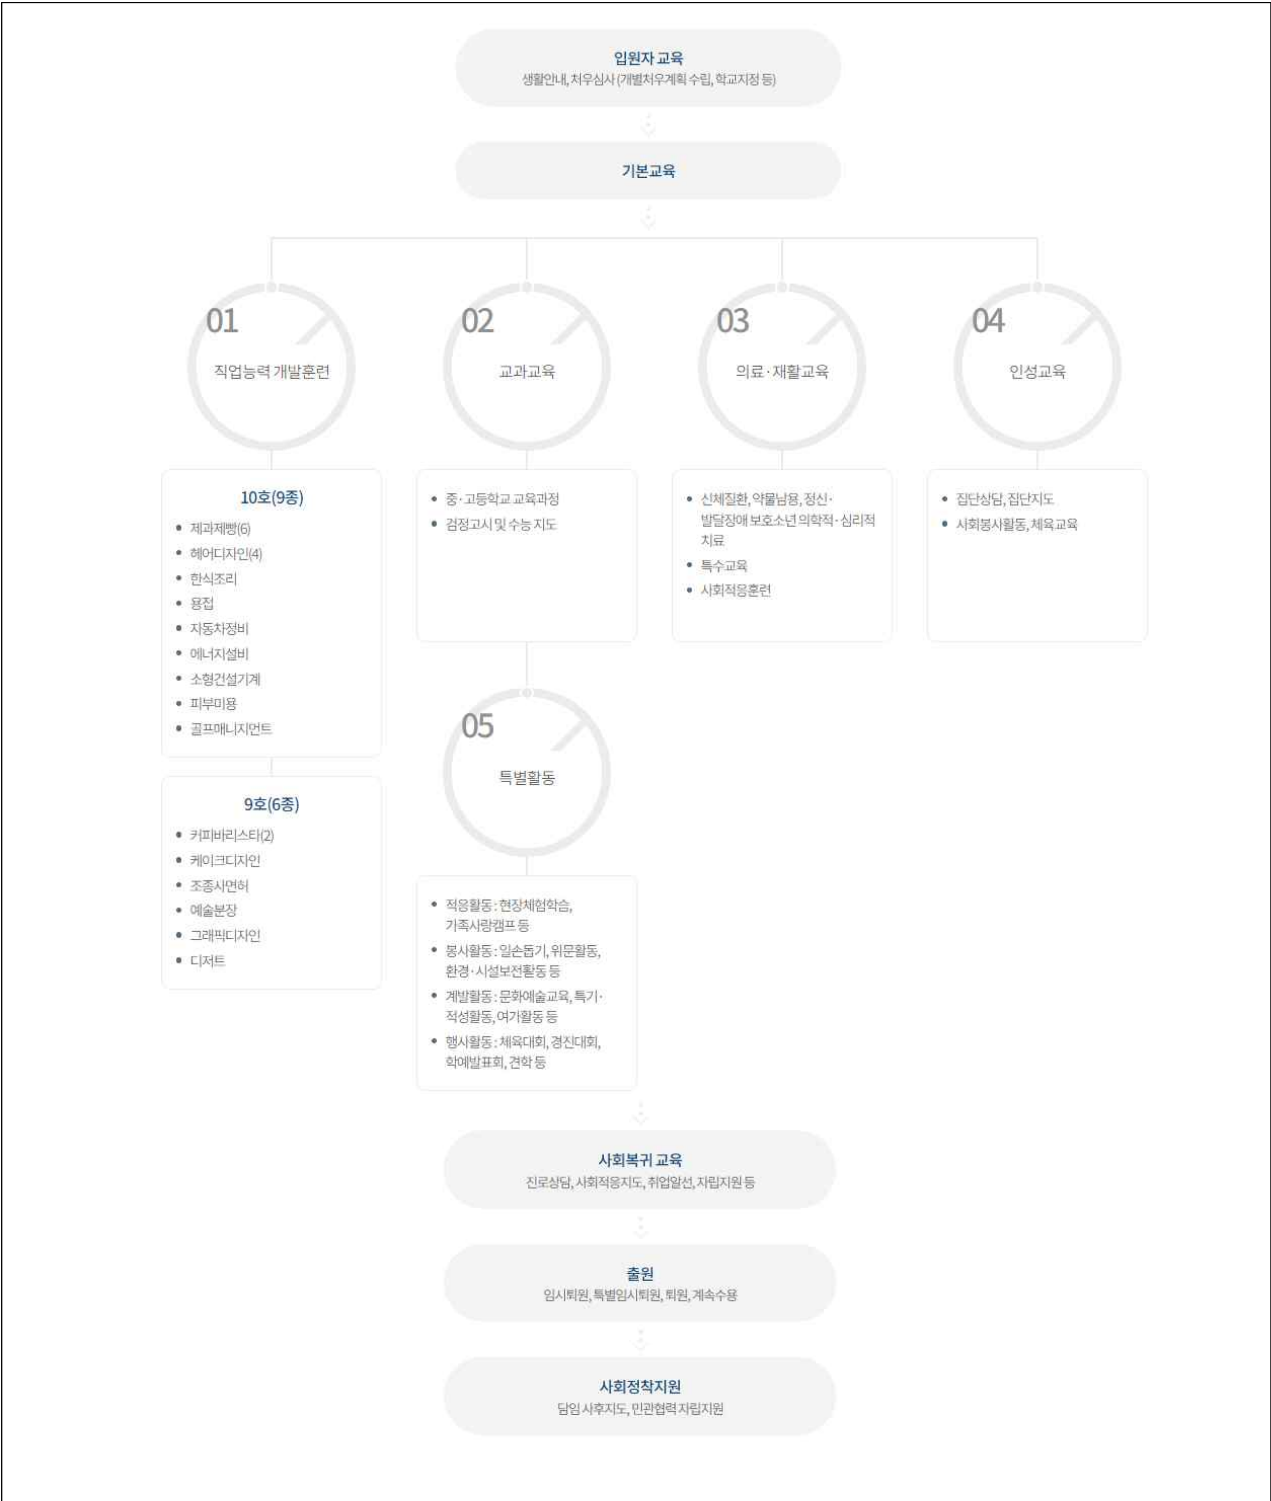 입원자 교육
생활안내, 처우심사 (개별처우계획 수립, 학교지정 등)
기본교육
01
직업능력 개발훈련
02
교과교육
03
의료·재활교육
04
인성교육
10호(9종)
제과제빵(6)
헤어디자인(4)
한식조리
용접
자동차정비
에너지설비
소형건설기계
피부미용
골프매니지먼트
9호(6종)
커피바리스타(2)
케이크디자인
조종사면허
예술분장
그래픽디자인
디저트
중·고등학교 교육과정
검정고시 및 수능 지도
신체질환, 약물남용, 정신·
발달장애 보호소년 의학적·심리적
치료
특수교육
사회적응훈련
집단상담, 집단지도
사회봉사활동, 체육교육
05
특별활동
적응활동 : 현장체험학습,
가족사랑캠프 등
봉사활동 : 일손돕기, 위문활동,
환경·시설보전활동 등
계발활동 : 문화예술교육, 특기·
적성활동, 여가활동 등
행사활동 : 체육대회, 경진대회,
학예발표회, 견학 등
사회복귀 교육
진로상담, 사회적응지도, 취업알선, 자립지원 등
출원
임시퇴원, 특별임시퇴원, 퇴원, 계속수용
사회정착지원
담임 사후지도, 민관협력 자립지원